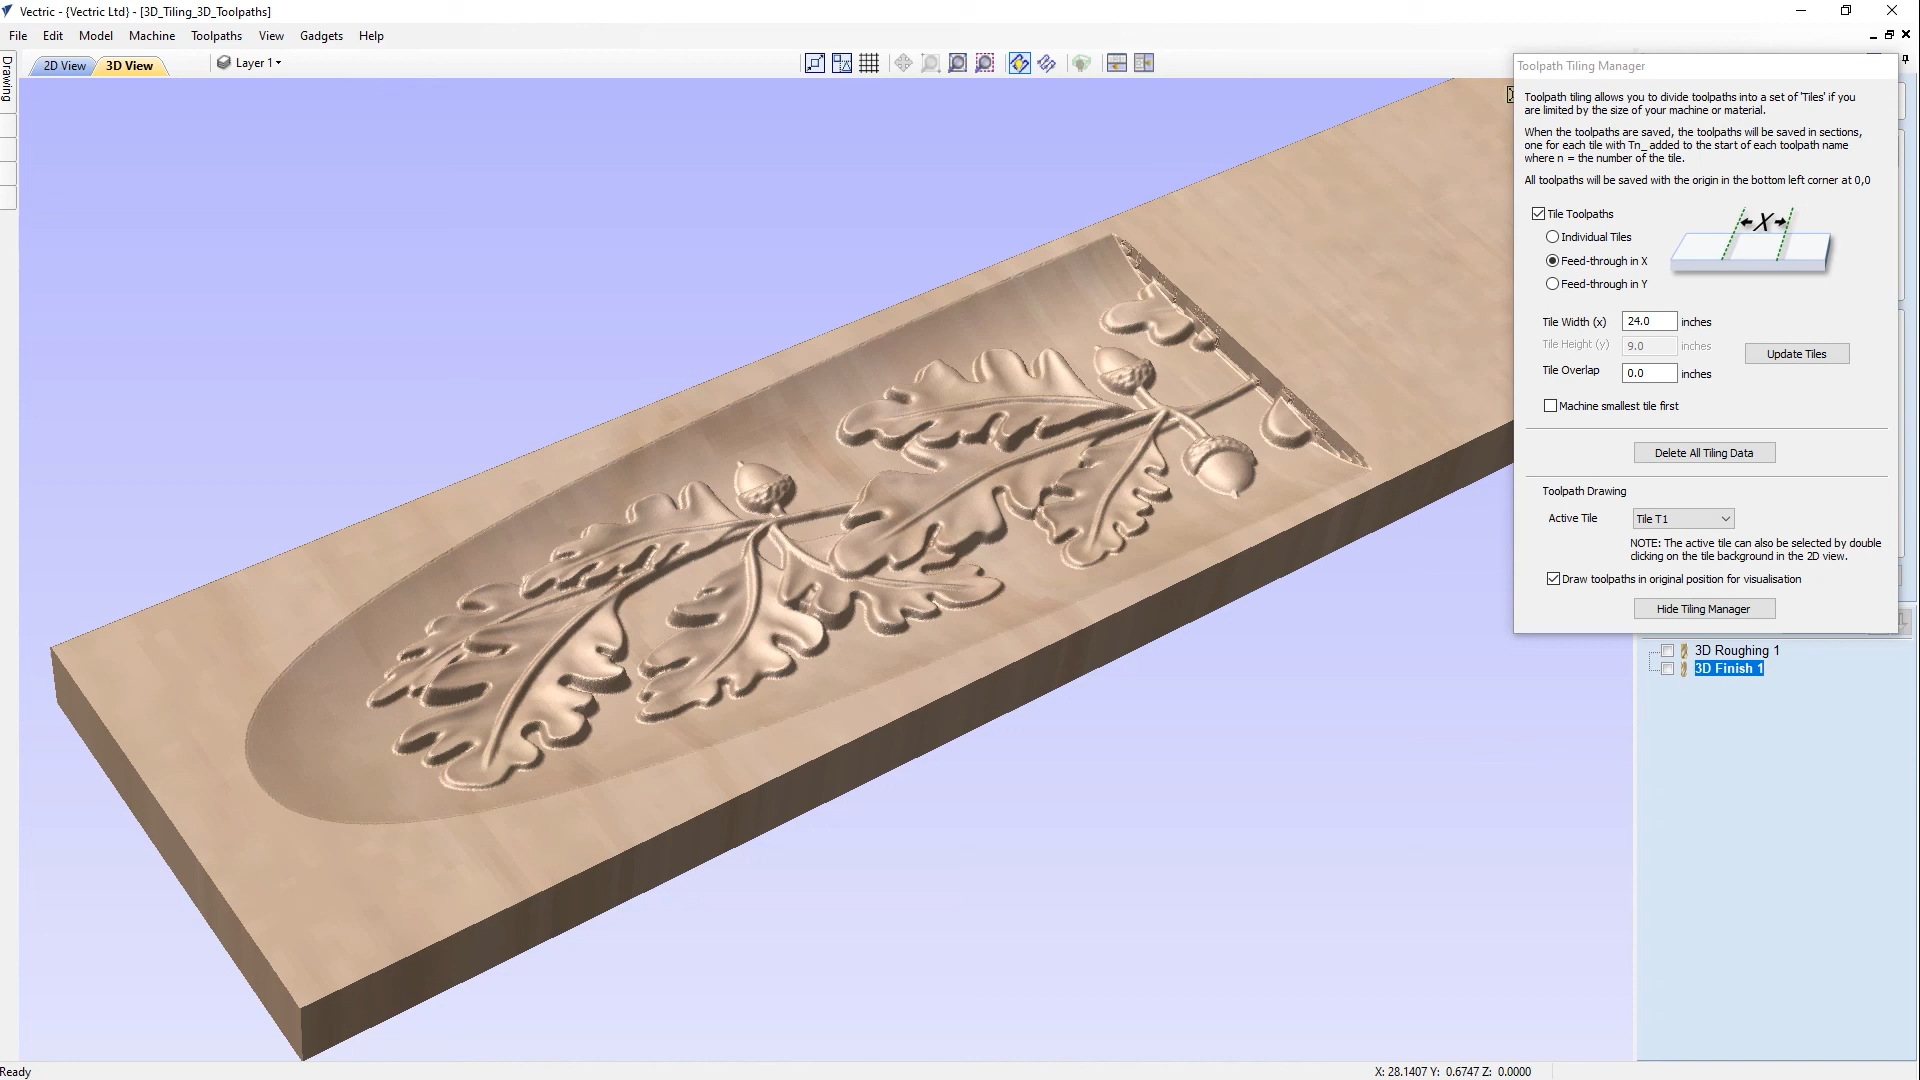 Vectric - {Vectric Ltd} - [3D_Tiling_3D_Toolpaths]
File Edit Model Machine Toolpaths View Gadgets Help
Drawing
2D View 3D View Layer 1
Toolpath Tiling Manager
Toolpath tiling allows you to divide toolpaths into a set of 'Tiles' if you
are limited by the size of your machine or material.
When the toolpaths are saved, the toolpaths will be saved in sections,
one for each tile with Tn_ added to the start of each toolpath name
where n = the number of the tile.
All toolpaths will be saved with the origin in the bottom left corner at 0,0
Tile Toolpaths
X
Individual Tiles
Feed-through in X
Feed-through in Y
Tile Width (x) 24.0 inches
Tile Height (y) 9.0 inches
Update Tiles
Tile Overlap 0.0 inches
Machine smallest tile first
Delete All Tiling Data
Toolpath Drawing
Active Tile Tile T1
NOTE: The active tile can also be selected by double
clicking on the tile background in the 2D view.
Draw toolpaths in original position for visualisation
Hide Tiling Manager
3D Roughing 1
3D Finish 1
Ready
X: 28.1407 Y: 0.6747 Z: 0.0000